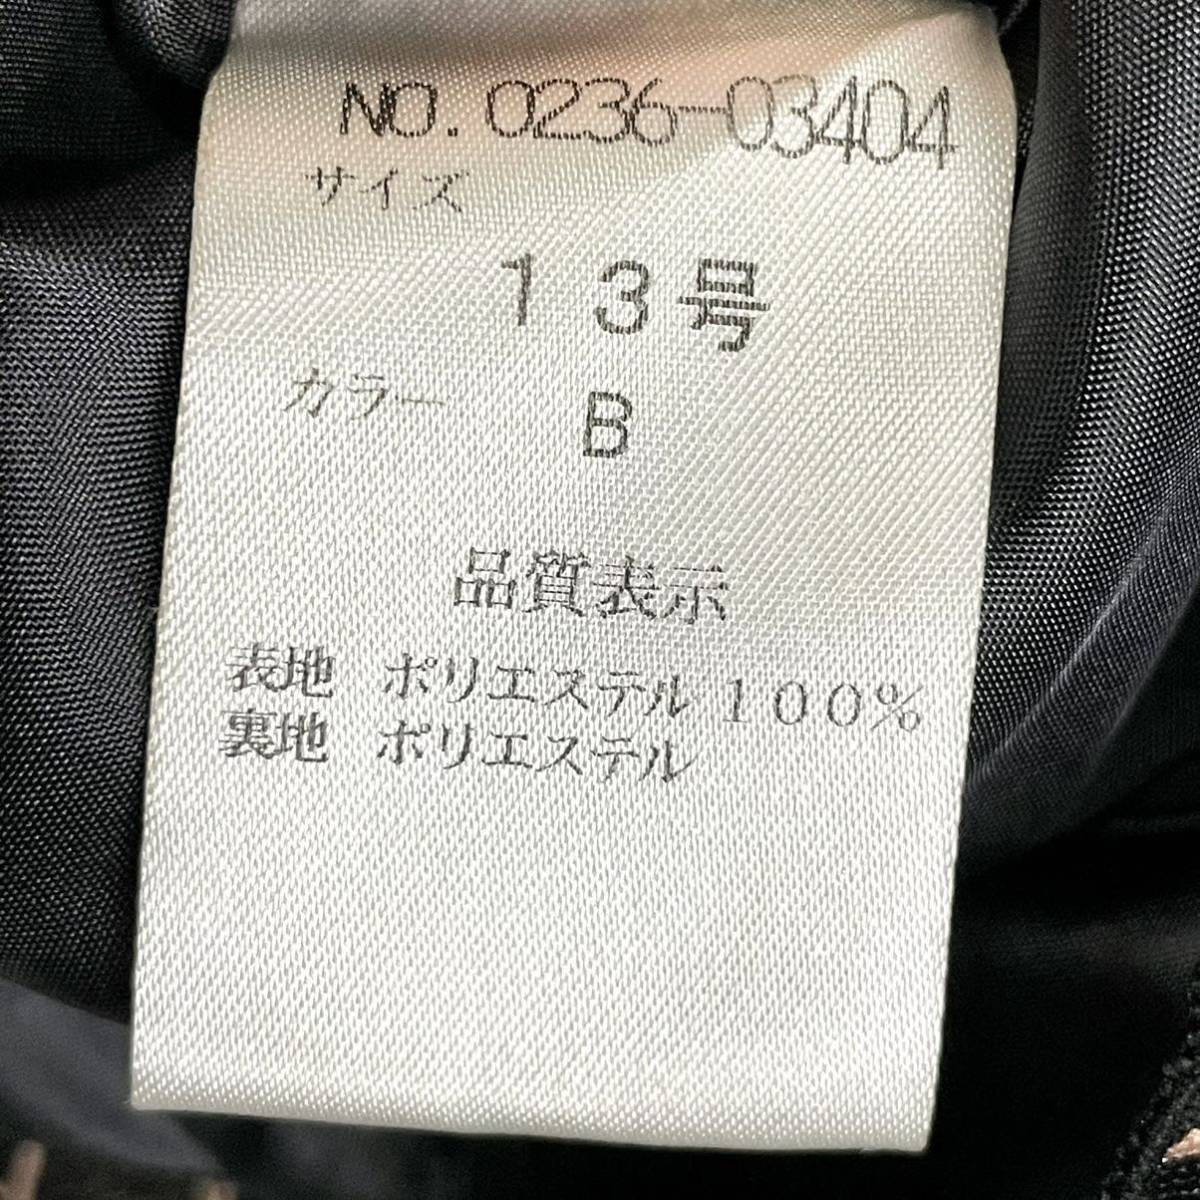 NO. 0236-03404
サイズ
13号
カラー B
品質表示
表地 ポリエステル 100%
裏地 ポリエステル